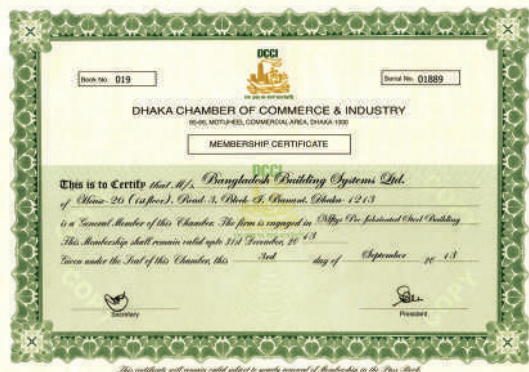 DCCI
Book No. 019
Serial No. 01889
DHAKA CHAMBER OF COMMERCE & INDUSTRY
65-66, MOTIJHEEL COMMERCIAL AREA, DHAKA-1000
MEMBERSHIP CERTIFICATE
DCCI
This is to Certify that M/s. Bangladesh Building Systems Ltd.
of House-26 (1st floor), Road-3, Block-I, Banani, Dhaka-1213
is a General Member of this Chamber. The firm is engaged in Mfg: Pre-fabricated Steel Building
This Membership shall remain valid upto 31st December, 2013
Given under the Seal of this Chamber, this 3rd day of September 2013
Secretary
President
COPY
This certificate will remain valid subject to yearly renewal of Membership in the Pass Book.